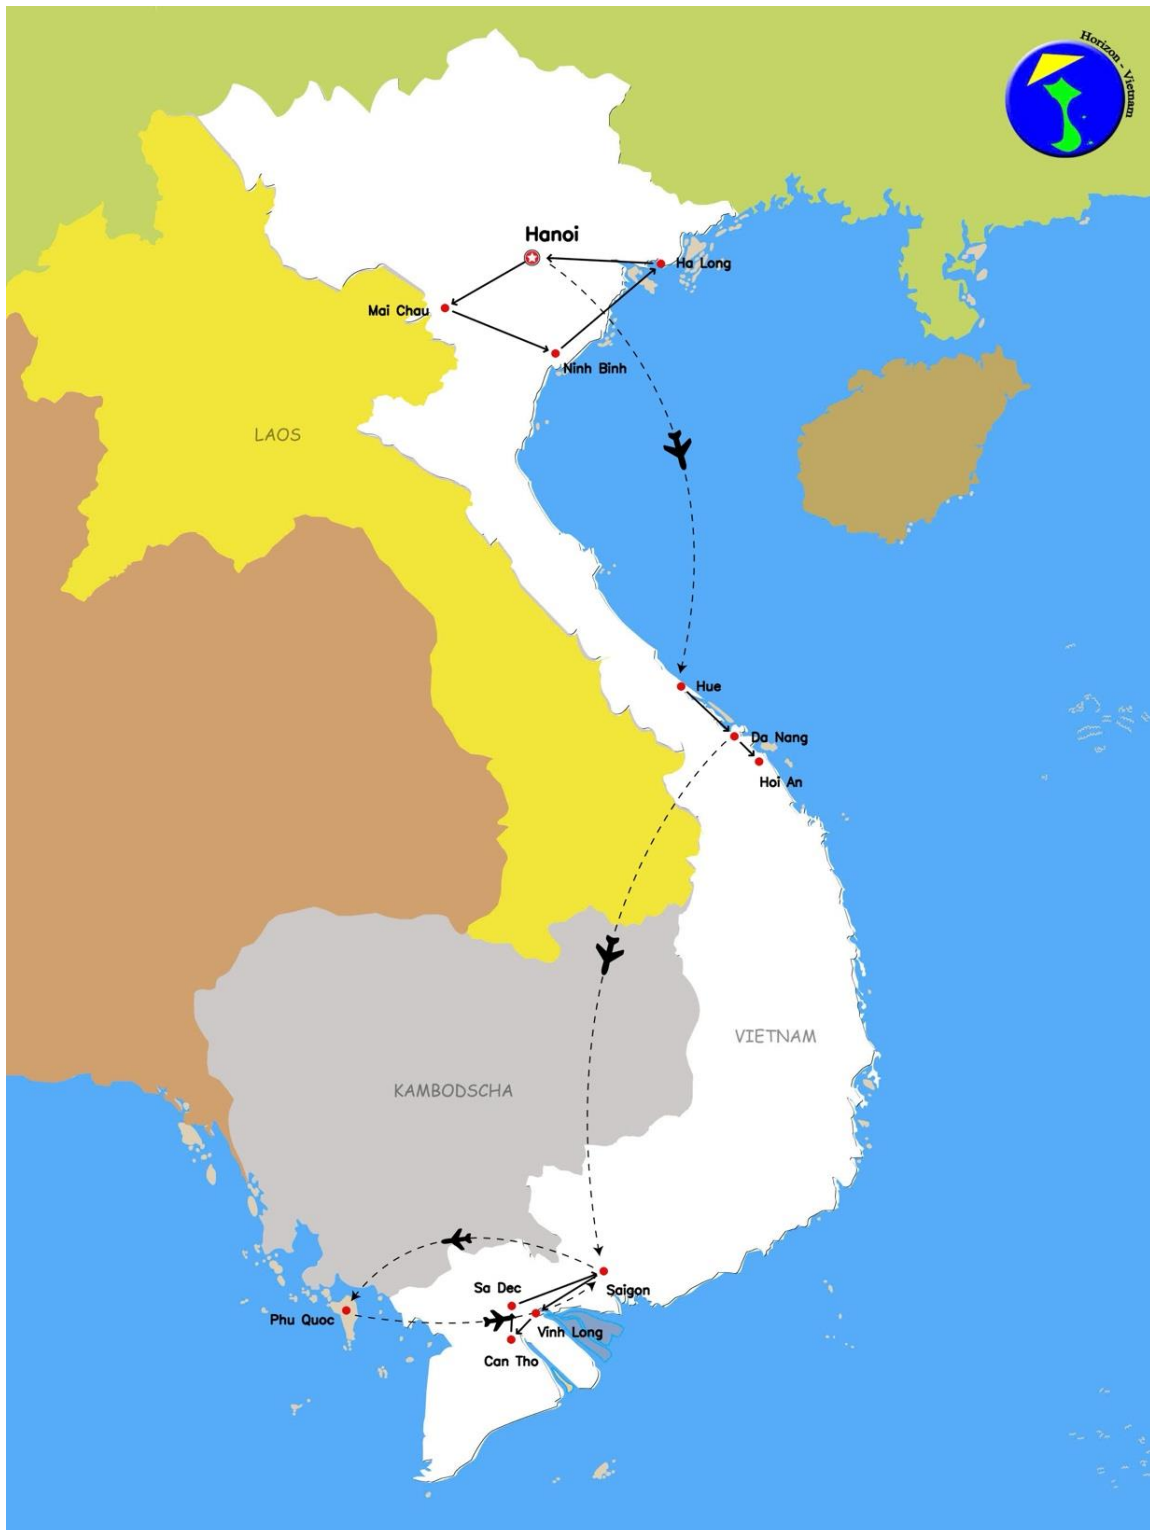 Horizon - Vietnam
Hanoi
Ha Long
Mai Chau
Ninh Binh
LAOS
Hue
Da Nang
Hoi An
VIETNAM
KAMBODSCHA
Sa Dec
Saigon
Phu Quoc
Vinh Long
Can Tho